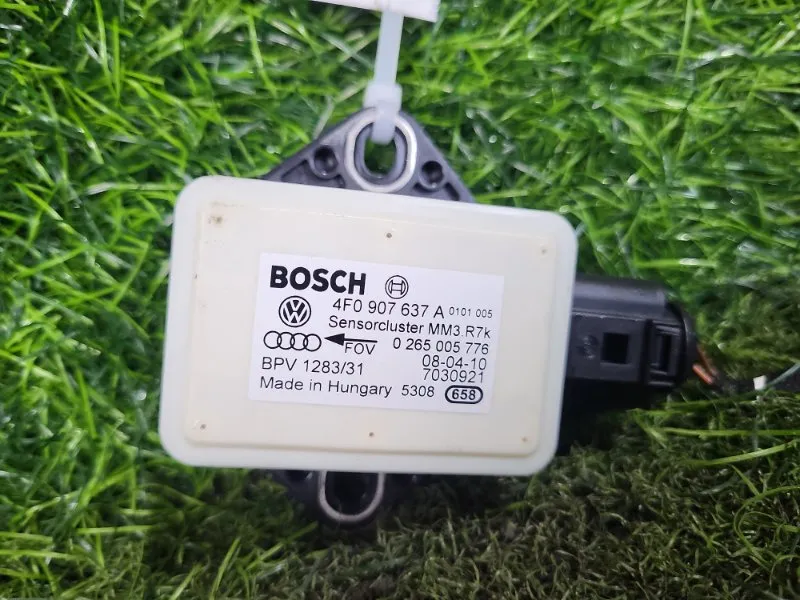 BOSCH
4F0 907 637 A 0101 005
Sensorcluster MM3.R7k
FOV 0 265 005 776
BPV 1283/31 08-04-10
7030921
Made in Hungary 5308 658